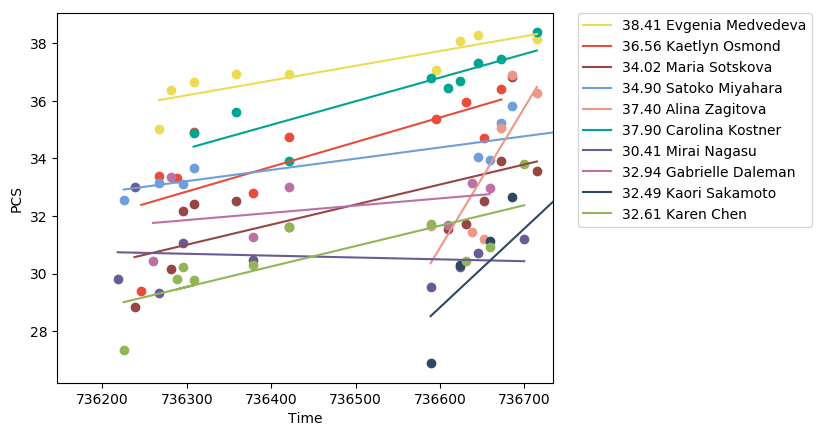 38
36
34
32
30
28
PCS
736200 736300 736400 736500 736600 736700
Time
38.41 Evgenia Medvedeva
36.56 Kaetlyn Osmond
34.02 Maria Sotskova
34.90 Satoko Miyahara
37.40 Alina Zagitova
37.90 Carolina Kostner
30.41 Mirai Nagasu
32.94 Gabrielle Daleman
32.49 Kaori Sakamoto
32.61 Karen Chen